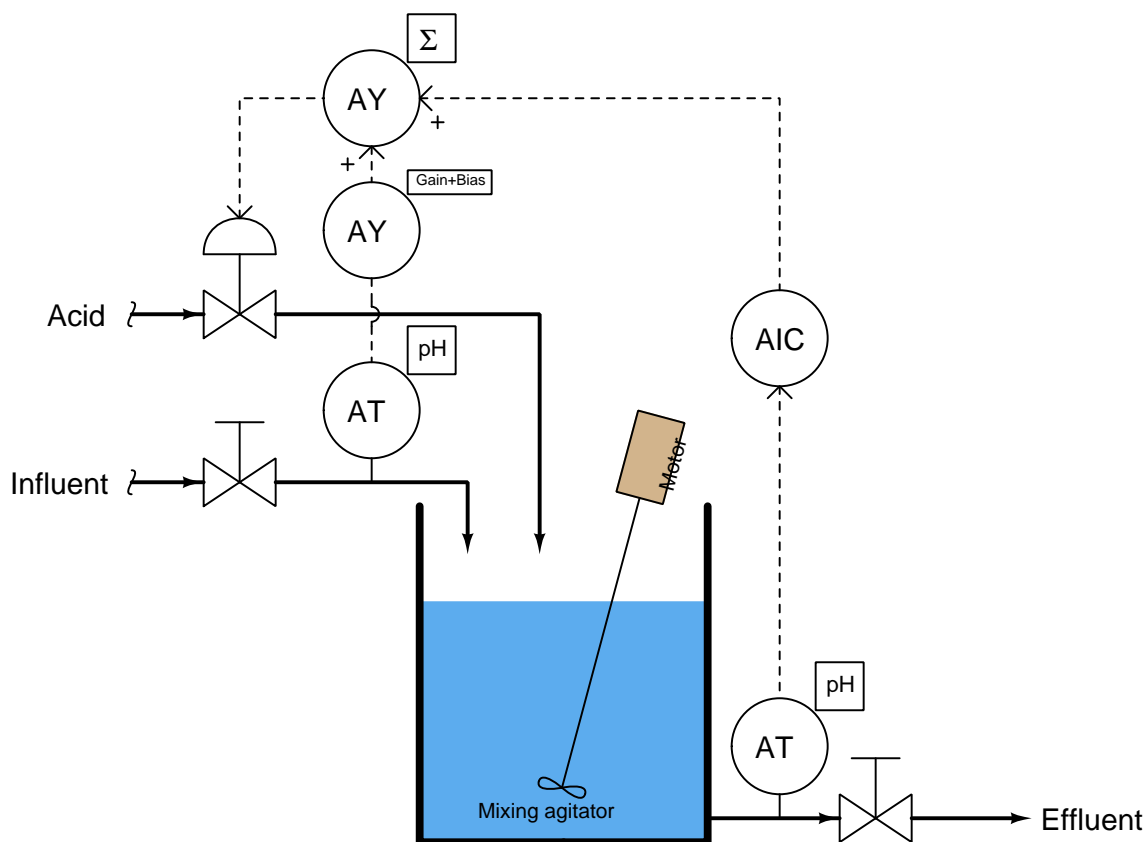 Σ
AY
+
+
Gain+Bias
AY
Acid
AIC
pH
AT
Motor
Influent
pH
AT
Mixing agitator
Effluent